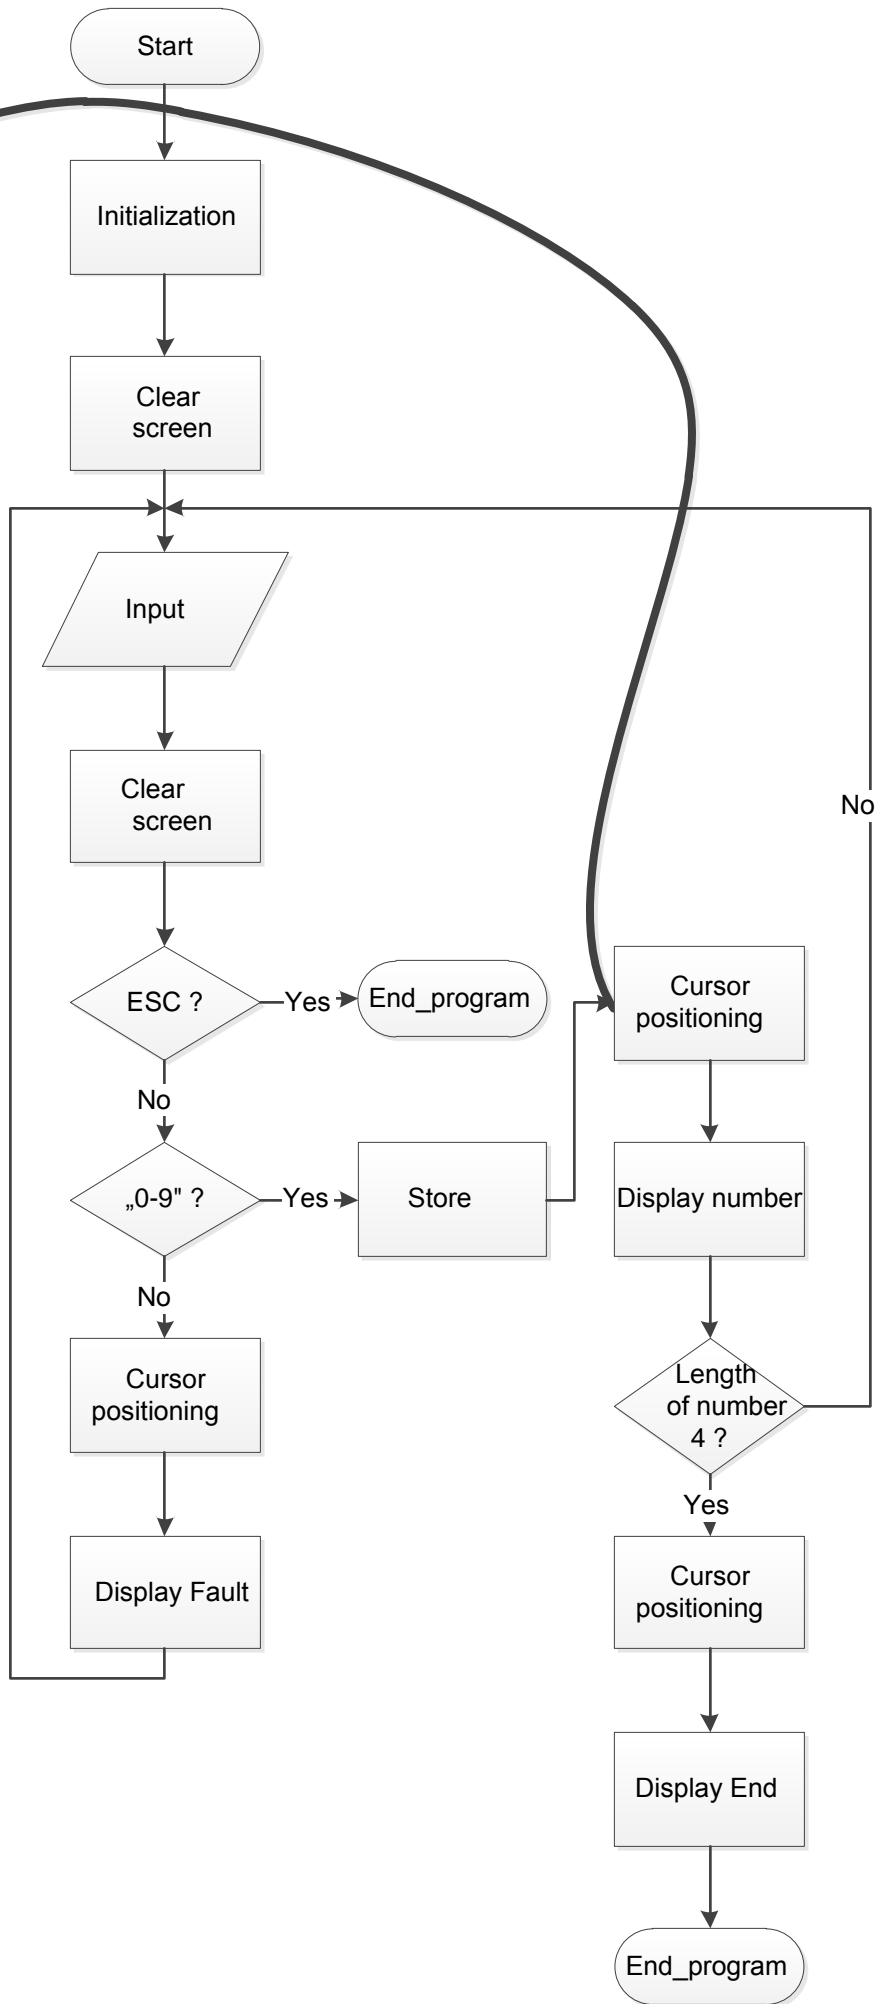 Start
Initialization
Clear
screen
Input
Clear
screen
No
ESC ?
Yes
End_program
Cursor
positioning
No
„0-9" ?
Yes
Store
Display number
No
Cursor
positioning
Length
of number
4 ?
Yes
Display Fault
Cursor
positioning
Display End
End_program